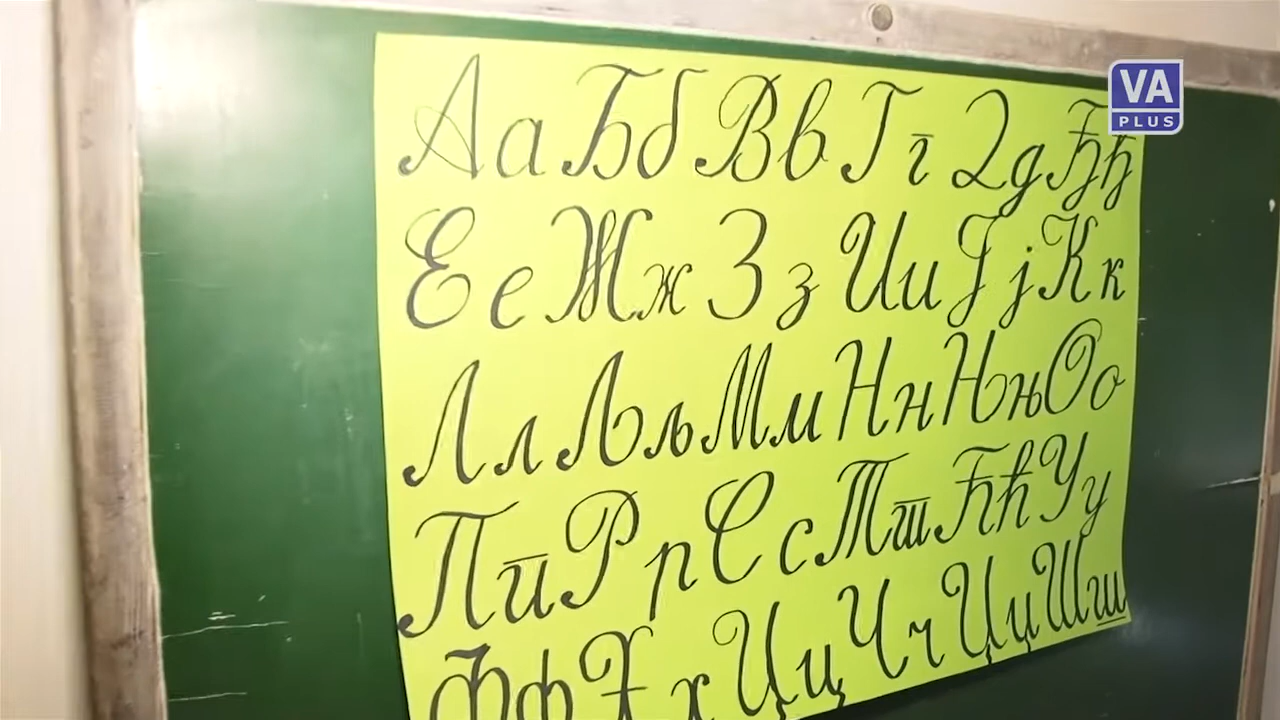 VA
PLUS
Аа Бб Вв Гг Дд Ђђ
Ее Жж Зз Ии Јј Кк
Лл Љљ Мм Нн Њњ Оо
Пп Рр Сс Тт Ћћ Уу
Фф Хх Цц Чч Џџ Шш